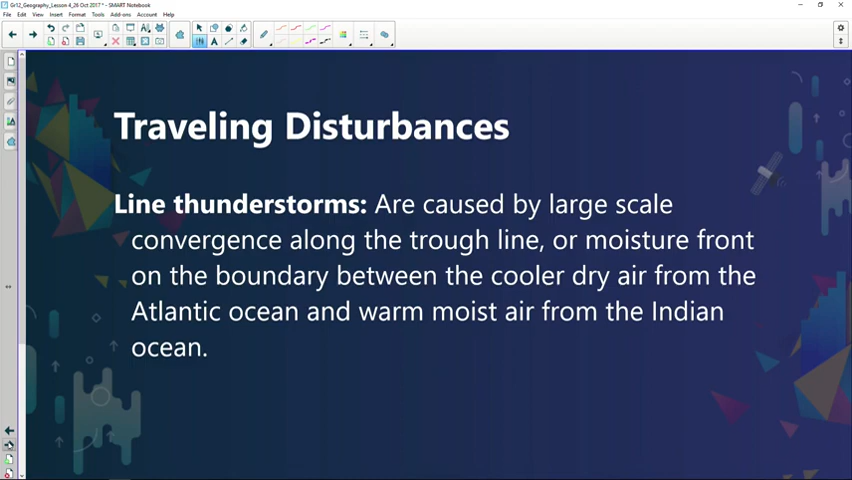 Gr12_Geography_Lesson 4_26 Oct 2017 * - SMART Notebook
File Edit View Insert Format Tools Add-ons Account Help
Traveling Disturbances
Line thunderstorms: Are caused by large scale
convergence along the trough line, or moisture front
on the boundary between the cooler dry air from the
Atlantic ocean and warm moist air from the Indian
ocean.